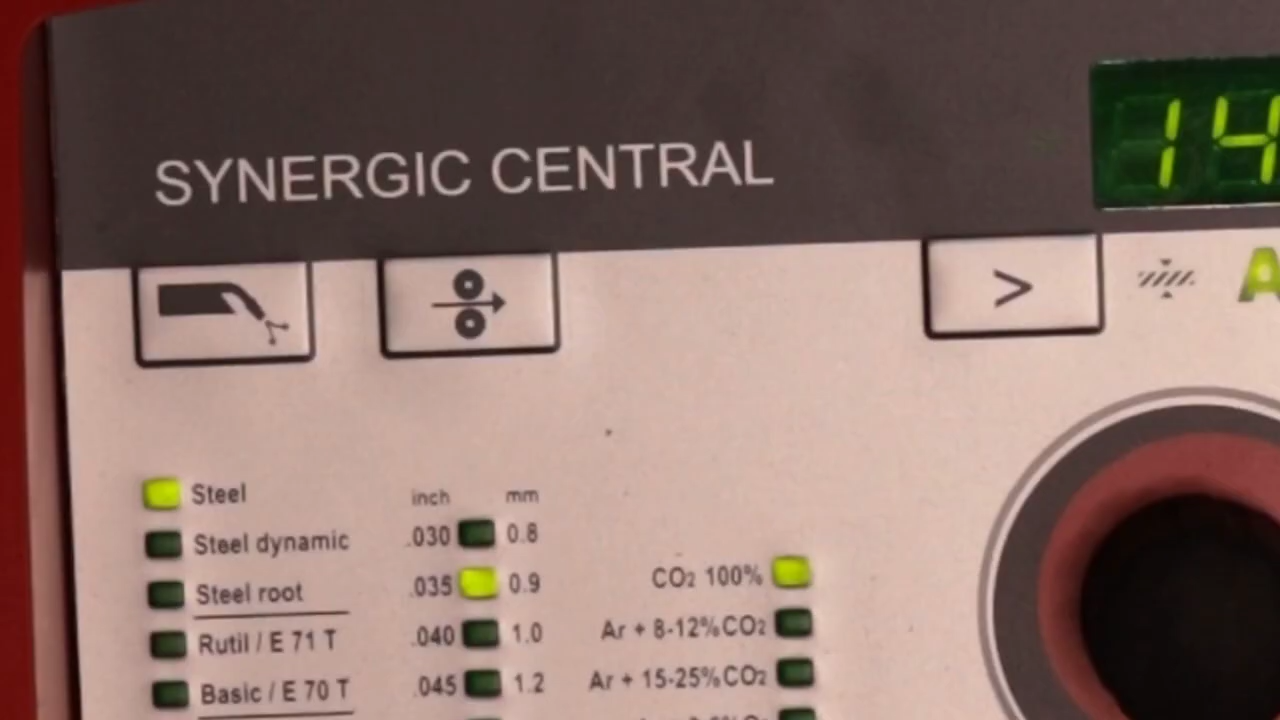 14
SYNERGIC CENTRAL
>
A
Steel
inch mm
Steel dynamic
.030 0.8
Steel root
.035 0.9
CO2 100%
Rutil / E 71 T
.040 1.0
Ar + 8-12%CO2
Basic / E 70 T
.045 1.2
Ar + 15-25%CO2